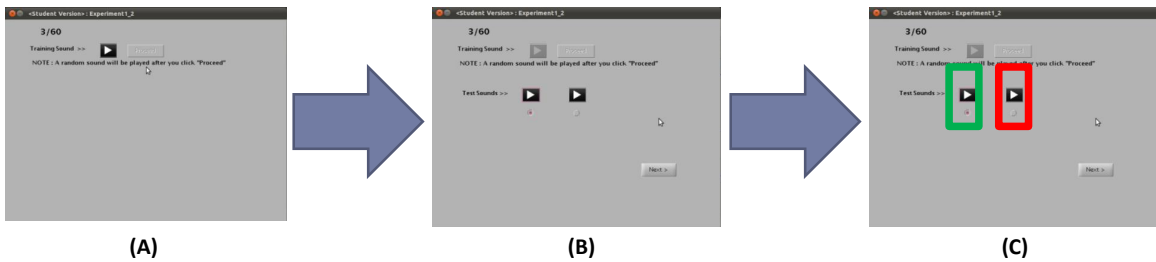 <Student Version> : Experiment1_2
3/60
Training Sound >>
Proceed
NOTE : A random sound will be played after you click "Proceed"
(A)
<Student Version> : Experiment1_2
3/60
Training Sound >>
Proceed
NOTE : A random sound will be played after you click "Proceed"
Test Sounds >>
Next >
(B)
<Student Version> : Experiment1_2
3/60
Training Sound >>
Proceed
NOTE : A random sound will be played after you click "Proceed"
Test Sounds >>
Next >
(C)